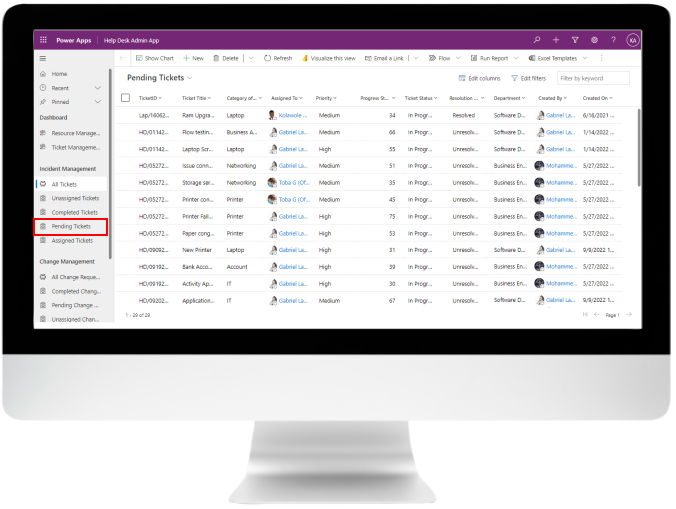 Power Apps Help Desk Admin App KA
Show Chart + New Delete Refresh Visualize this view Email a Link Flow Run Report Excel Templates
Home
Recent
Pinned
Dashboard
Resource Manage...
Ticket Manageme...
Incident Management
All Tickets
Unassigned Tickets
Completed Tickets
Pending Tickets
Assigned Tickets
Change Management
All Change Reque...
Completed Chang...
Pending Change ...
Unassigned Chan...
Pending Tickets Edit columns Edit filters Filter by keyword
TicketID Ticket Title Category of... Assigned To Priority Progress St... Ticket Status Resolution ... Department Created By Created On
Lap/16062... Ram Upgra... Laptop Kolawole ... Medium 34 In Progr... Resolved Software D... Gabriel La... 6/16/2021 ...
HD/01142... Flow testin... Business A... Gabriel La... Medium 66 In Progr... Unresolv... Software D... Gabriel La... 1/14/2022 ...
HD/01142... Laptop Scr... Laptop Gabriel La... High 55 In Progr... Unresolv... Software D... Gabriel La... 1/14/2022 ...
HD/05272... Issue conn... Networking Gabriel La... Medium 51 In Progr... Unresolv... Business En... Mohamme... 5/27/2022 ...
HD/05272... Storage ser... Networking Toba G (Of... Medium 35 In Progr... Unresolv... Business En... Mohamme... 5/27/2022 ...
HD/05272... Printer con... Printer Toba G (Of... Medium 45 In Progr... Unresolv... Business En... Mohamme... 5/27/2022 ...
HD/05272... Printer Fail... Printer Gabriel La... High 75 In Progr... Unresolv... Business En... Mohamme... 5/27/2022 ...
HD/05272... Paper cong... Printer Gabriel La... High 53 In Progr... Unresolv... Business En... Mohamme... 5/27/2022 ...
HD/09092... New Printer Laptop Gabriel La... High 31 In Progr... Unresolv... Software D... Gabriel La... 9/9/2022 1...
HD/09192... Bank Acco... Account Gabriel La... High 39 In Progr... Unresolv... Business En... Mohamme... 5/27/2022 ...
HD/09192... Activity Ap... IT Gabriel La... High 30 In Progr... Unresolv... Business En... Mohamme... 5/27/2022 ...
HD/09202... Application... IT Gabriel La... Medium 67 In Progr... Unresolv... Software D... Gabriel La... 9/9/2022 1...
1 - 29 of 29 Page 1